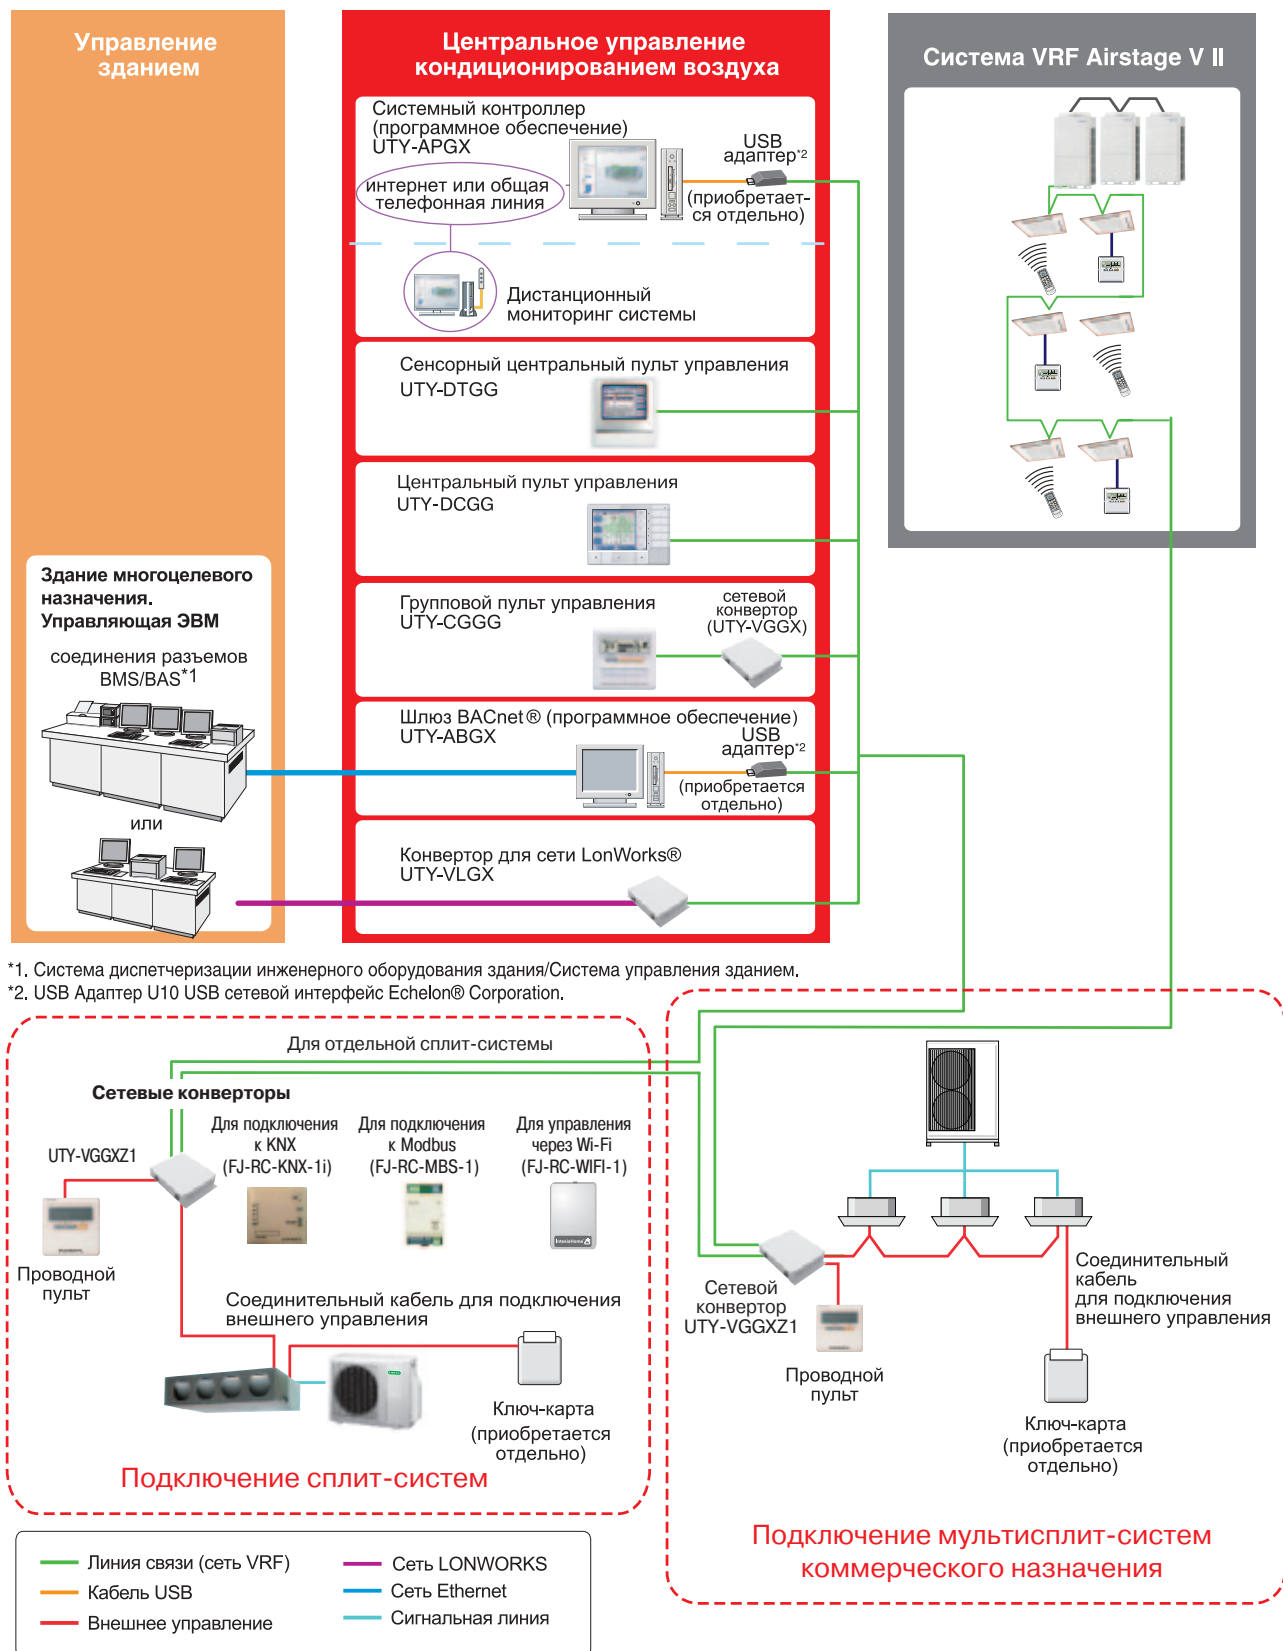 Управление
зданием
Центральное управление
кондиционированием воздуха
Система VRF Airstage V II
Системный контроллер
(программное обеспечение)
UTY-APGX
USB
адаптер*2
интернет или общая
телефонная линия
(приобретает-
ся отдельно)
Дистанционный
мониторинг системы
Сенсорный центральный пульт управления
UTY-DTGG
Центральный пульт управления
UTY-DCGG
Групповой пульт управления
UTY-CGGG
сетевой
конвертор
(UTY-VGGX)
Здание многоцелевого
назначения.
Управляющая ЭВМ
соединения разъемов
BMS/BAS*1
или
Шлюз BACnet® (программное обеспечение)
UTY-ABGX
USB
адаптер*2
(приобретается
отдельно)
Конвертор для сети LonWorks®
UTY-VLGX
*1. Система диспетчеризации инженерного оборудования здания/Система управления зданием.
*2. USB Адаптер U10 USB сетевой интерфейс Echelon® Corporation.
Для отдельной сплит-системы
Сетевые конверторы
UTY-VGGXZ1
Для подключения
к KNX
(FJ-RC-KNX-1i)
Для подключения
к Modbus
(FJ-RC-MBS-1)
Для управления
через Wi-Fi
(FJ-RC-WIFI-1)
IntesisHome
Проводной
пульт
Соединительный кабель для подключения
внешнего управления
Ключ-карта
(приобретается
отдельно)
Подключение сплит-систем
Сетевой
конвертор
UTY-VGGXZ1
Проводной
пульт
Соединительный
кабель
для подключения
внешнего управления
Ключ-карта
(приобретается
отдельно)
Подключение мультисплит-систем
коммерческого назначения
Линия связи (сеть VRF)
Кабель USB
Внешнее управление
Сеть LONWORKS
Сеть Ethernet
Сигнальная линия